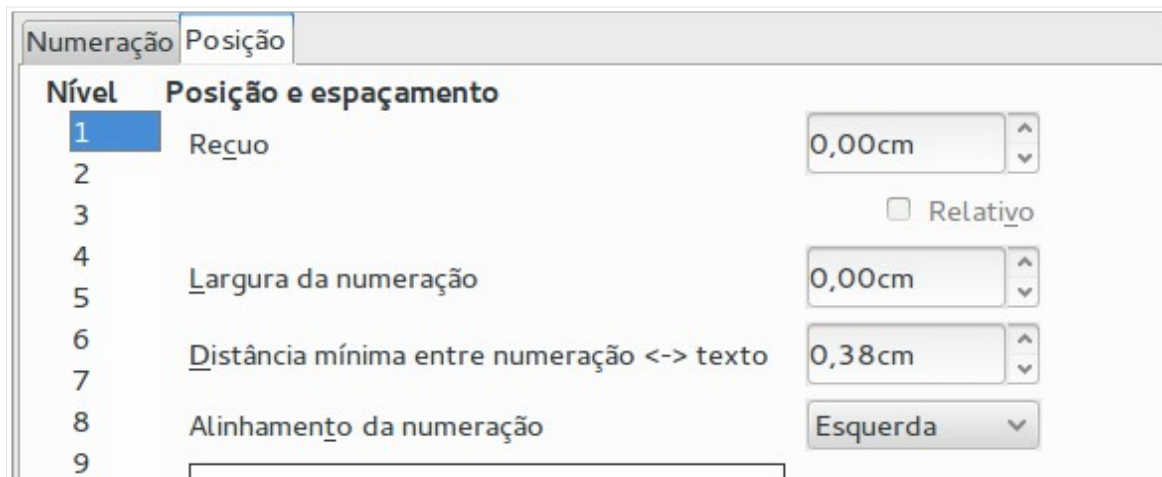 Numeração Posição
Nível Posição e espaçamento
1 Recuo 0,00cm
2
3 Relativo
4 Largura da numeração 0,00cm
5
6 Distância mínima entre numeração <-> texto 0,38cm
7
8 Alinhamento da numeração Esquerda
9